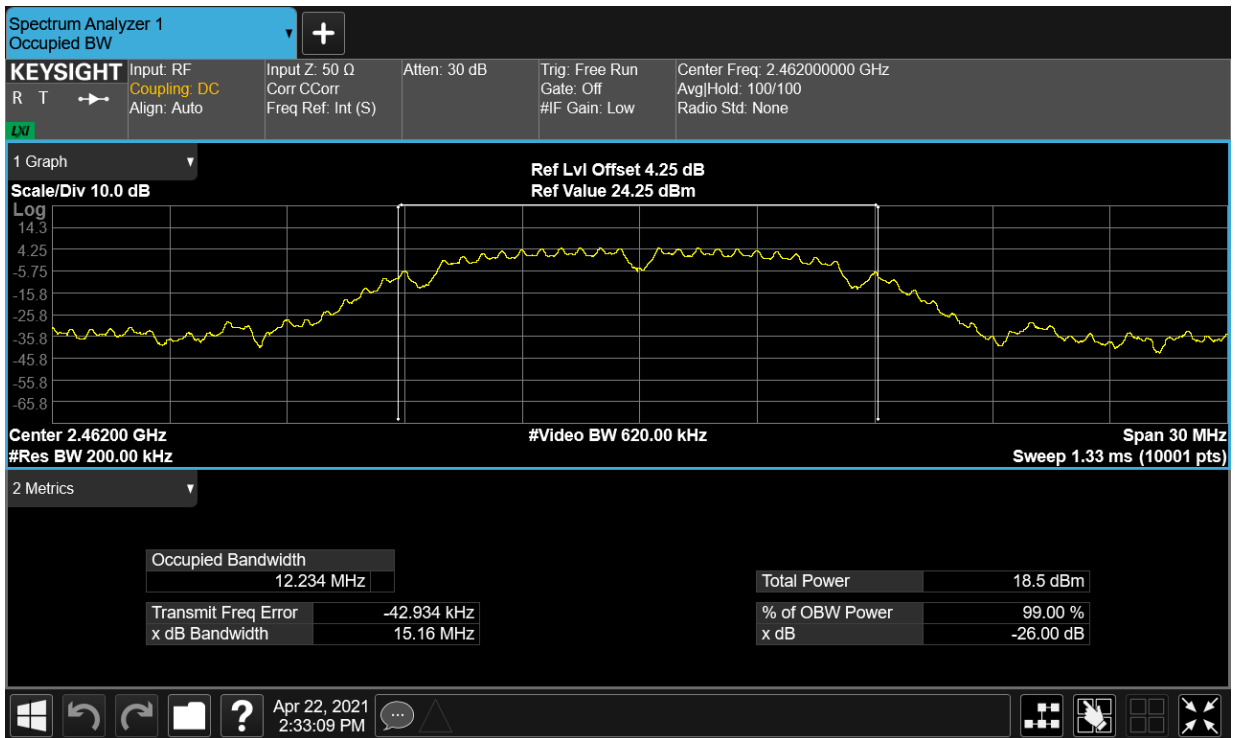 Spectrum Analyzer 1
Occupied BW
KEYSIGHT
R T
LXI
Input: RF
Coupling: DC
Align: Auto
Input Z: 50 Ω
Corr CCorr
Freq Ref: Int (S)
Atten: 30 dB
Trig: Free Run
Gate: Off
#IF Gain: Low
Center Freq: 2.462000000 GHz
Avg|Hold: 100/100
Radio Std: None
1 Graph
Scale/Div 10.0 dB
Ref Lvl Offset 4.25 dB
Ref Value 24.25 dBm
Log
14.3
4.25
-5.75
-15.8
-25.8
-35.8
-45.8
-55.8
-65.8
Center 2.46200 GHz
#Video BW 620.00 kHz
Span 30 MHz
#Res BW 200.00 kHz
Sweep 1.33 ms (10001 pts)
2 Metrics
Occupied Bandwidth
12.234 MHz
Total Power 18.5 dBm
Transmit Freq Error -42.934 kHz
% of OBW Power 99.00 %
x dB Bandwidth 15.16 MHz
x dB -26.00 dB
?
Apr 22, 2021
2:33:09 PM